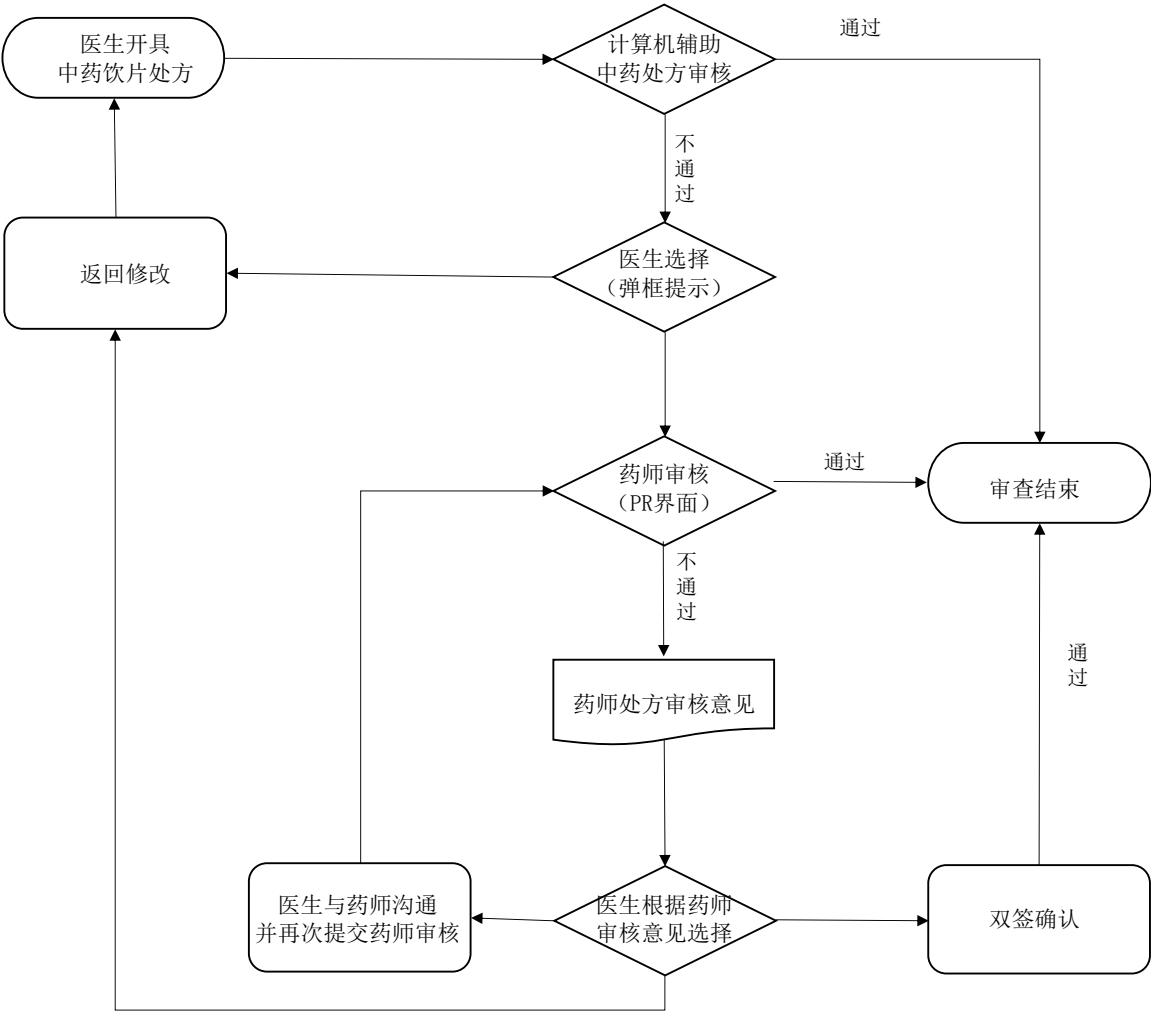 医生开具
中药饮片处方
计算机辅助
中药处方审核
通过
不
通
过
返回修改
医生选择
（弹框提示）
药师审核
（PR界面）
通过
审查结束
不
通
过
药师处方审核意见
通
过
医生与药师沟通
并再次提交药师审核
医生根据药师
审核意见选择
双签确认